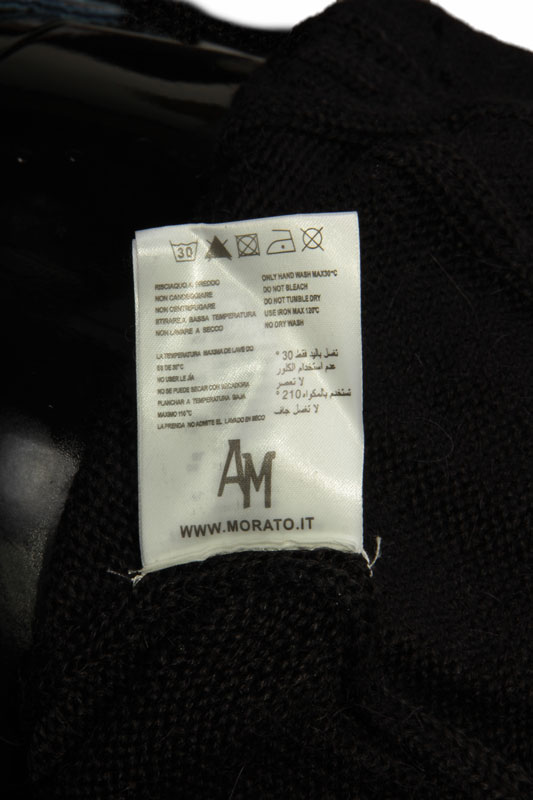 30
RISCIAQUO A FREDDO
NON CANDEGGIARE
NON CENTRIFUGARE
STIRARE A BASSA TEMPERATURA
NON LAVARE A SECCO
ONLY HAND WASH MAX30°C
DO NOT BLEACH
DO NOT TUMBLE DRY
USE IRON MAX 120°C
NO DRY WASH
LA TEMPERATURA MAXIMA DE LAVE DO
ES DE 30°C
NO USER LE JÍA
NO SE PUEDE SECAR CON SECADORA
PLANCHAR A TEMPERATURA BAJA
MAXIMO 110°C
LA PRENDA NO ADMITE EL LAVADO EN SECO
تغسل باليد فقط 30 °
عدم استخدام الكلور
لا تعصر
تستخدم بالمكواه 210 °
لا تغسل جاف
AM
WWW.MORATO.IT